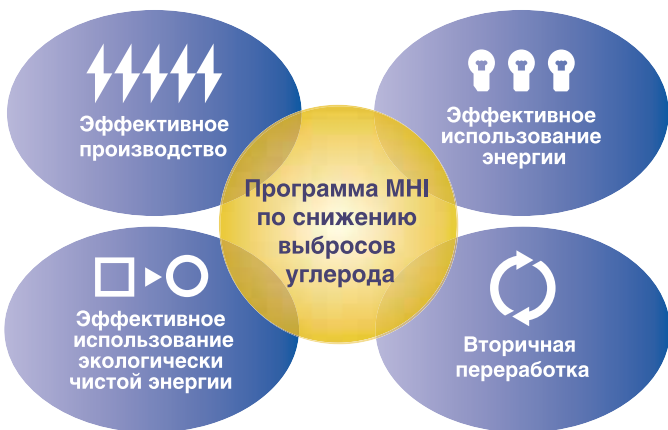 Эффективное
производство
Эффективное
использование
энергии
Программа MHI
по снижению
выбросов
углерода
Эффективное
использование
экологически
чистой энергии
Вторичная
переработка